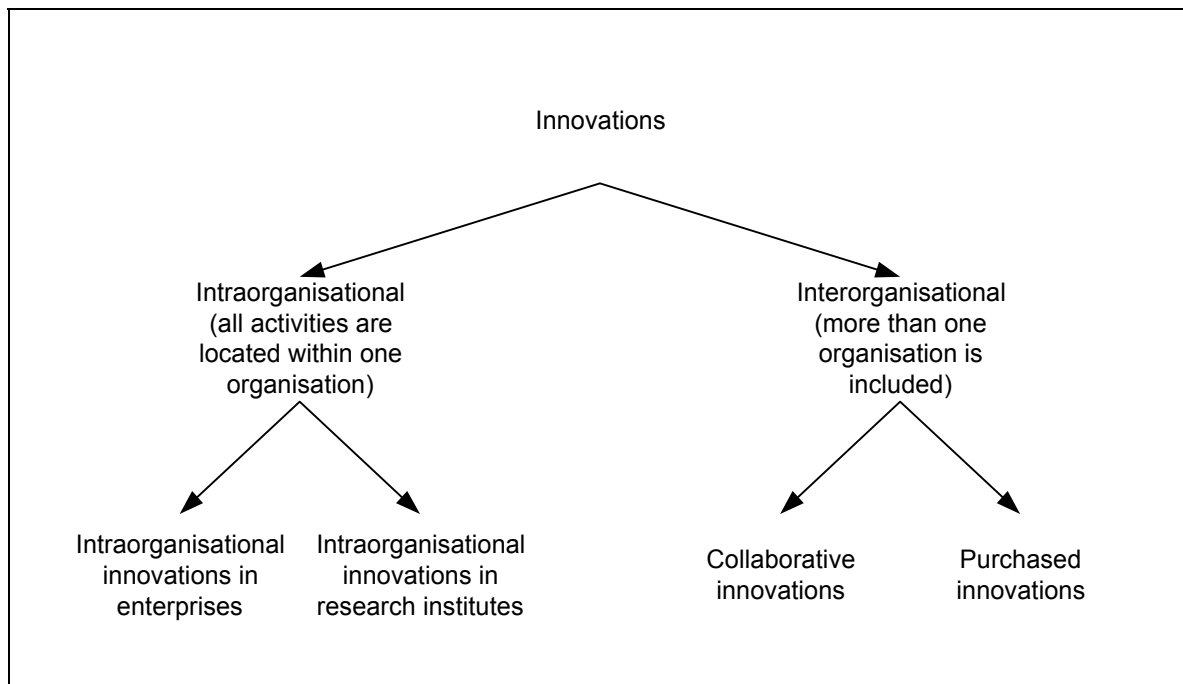 Innovations
Intraorganisational
(all activities are
located within one
organisation)
Interorganisational
(more than one
organisation is
included)
Intraorganisational
innovations in
enterprises
Intraorganisational
innovations in
research institutes
Collaborative
innovations
Purchased
innovations